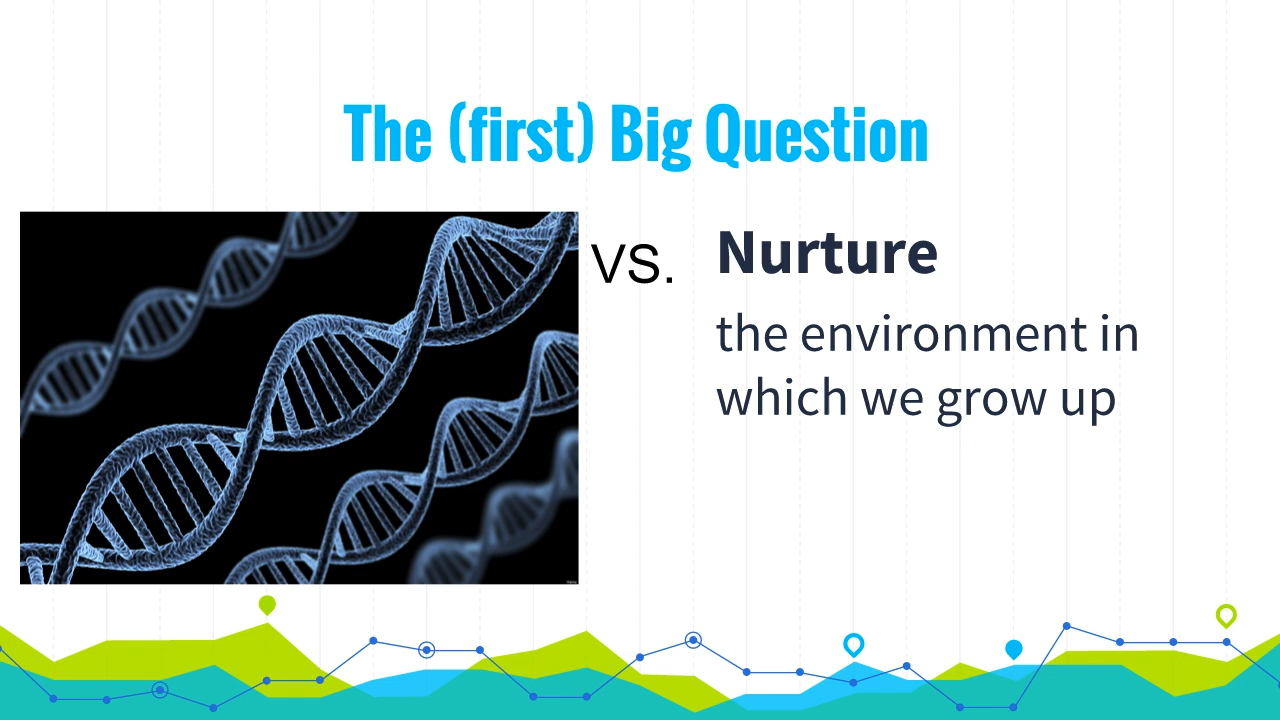 The (first) Big Question
vs.
Nurture
the environment in
which we grow up